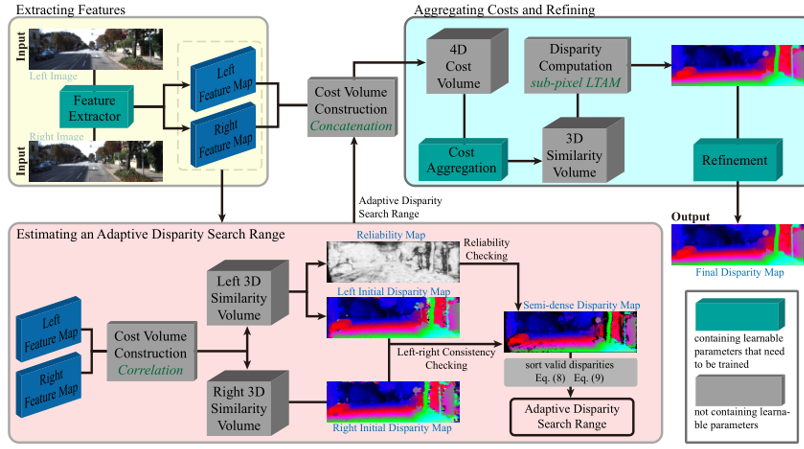 Extracting Features
Input
Left Image
Feature
Extractor
Right Image
Input
Left
Feature Map
Right
Feature Map
Cost Volume
Construction
Concatenation
Aggregating Costs and Refining
4D
Cost
Volume
Disparity
Computation
sub-pixel LTAM
Cost
Aggregation
3D
Similarity
Volume
Refinement
Output
Final Disparity Map
Adaptive Disparity
Search Range
Estimating an Adaptive Disparity Search Range
Left
Feature Map
Right
Feature Map
Cost Volume
Construction
Correlation
Left 3D
Similarity
Volume
Right 3D
Similarity
Volume
Reliability Map
Reliability
Checking
Left Initial Disparity Map
Left-right Consistency
Checking
Right Initial Disparity Map
Semi-dense Disparity Map
sort valid disparities
Eq. (8) Eq. (9)
Adaptive Disparity
Search Range
containing learnable
parameters that need
to be trained
not containing learna-
ble parameters